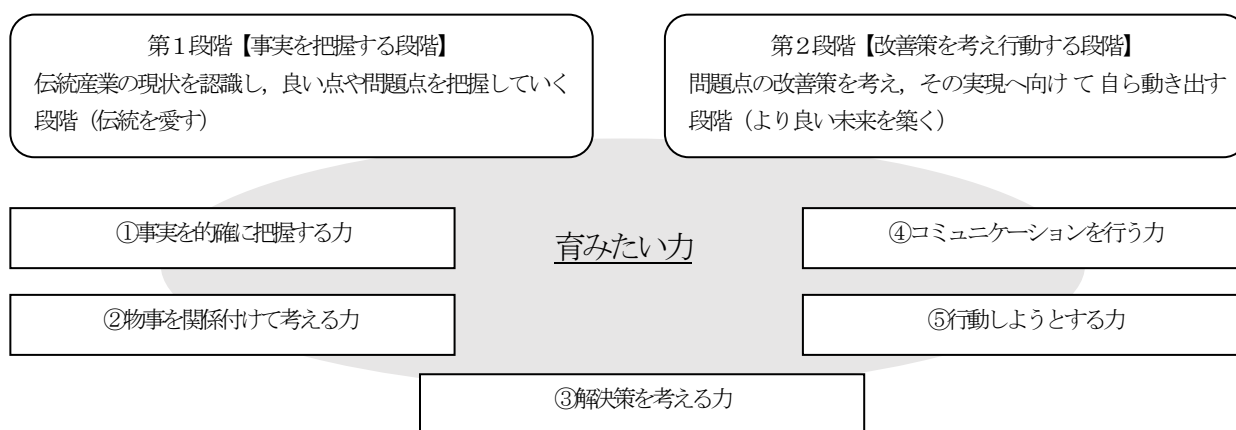 第1段階【事実を把握する段階】
伝統産業の現状を認識し，良い点や問題点を把握していく
段階（伝統を愛す）
第2段階【改善策を考え行動する段階】
問題点の改善策を考え，その実現へ向け て 自ら動き出す
段階（より良い未来を築く）
①事実を的確に把握する力
育みたい力
④コミュニケーションを行う力
②物事を関係付けて考える力
⑤行動しようとする力
③解決策を考える力